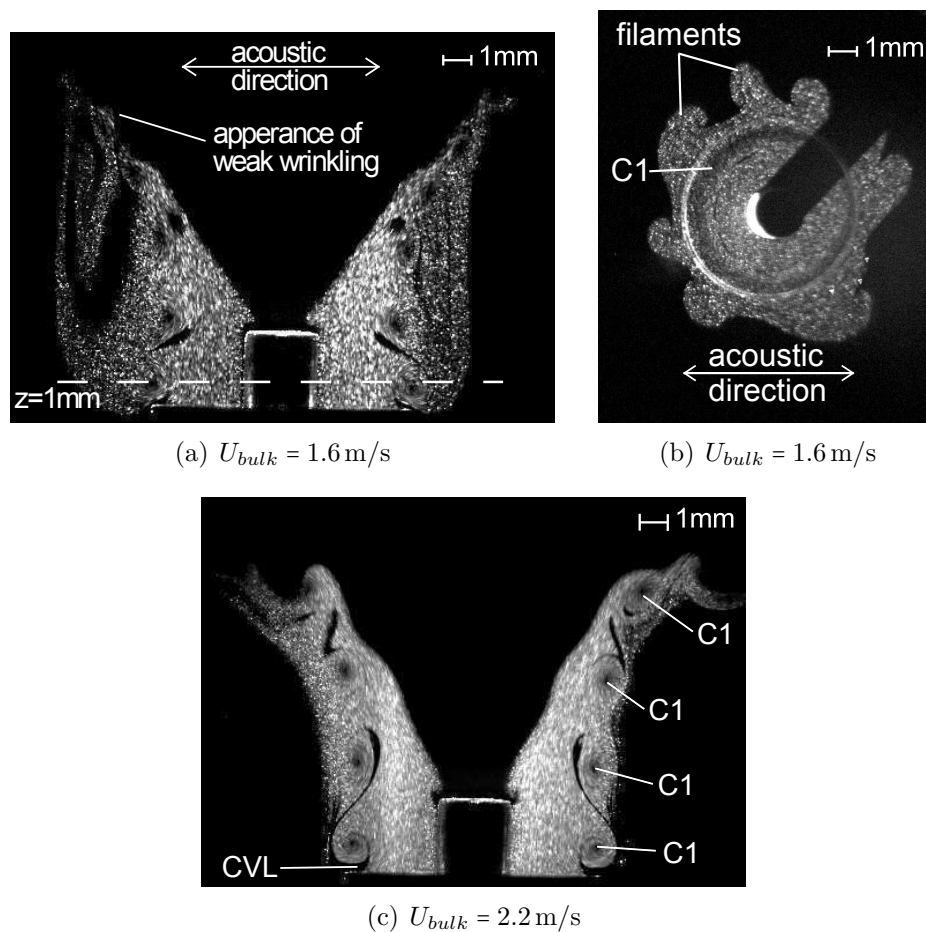 acoustic
direction
1mm
apperance of
weak wrinkling
z=1mm
(a) U_bulk = 1.6 m/s
filaments
1mm
C1
acoustic
direction
(b) U_bulk = 1.6 m/s
1mm
C1
C1
C1
C1
CVL
(c) U_bulk = 2.2 m/s